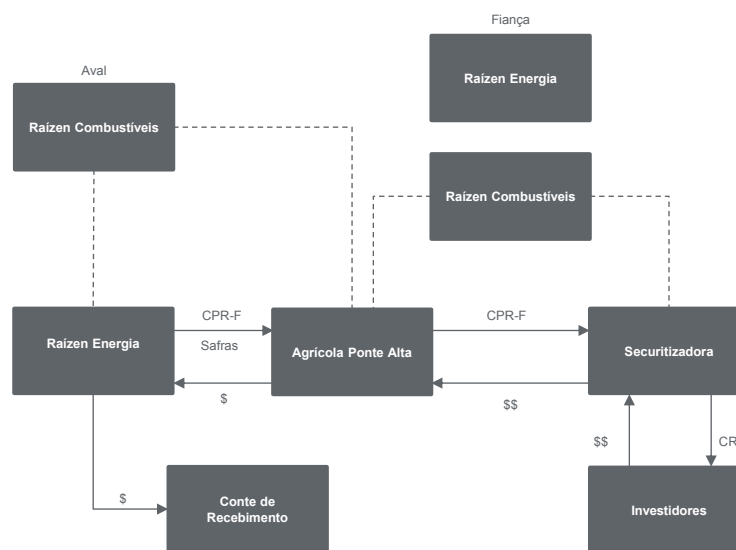 Fiança
Raízen Energia
Aval
Raízen Combustíveis
Raízen Combustíveis
Raízen Energia
CPR-F
Safras
$
Agrícola Ponte Alta
CPR-F
$$
Securitizadora
$
Conte de
Recebimento
$$
CR
Investidores